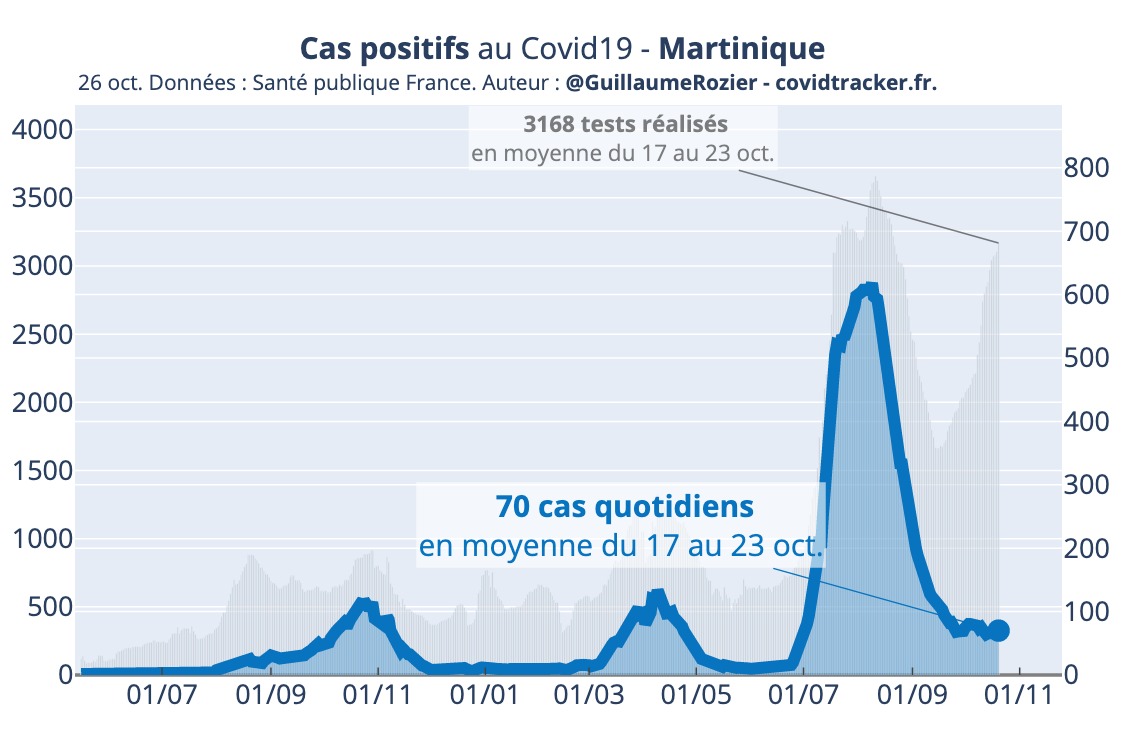 Cas positifs au Covid19 - Martinique
26 oct. Données : Santé publique France. Auteur : @GuillaumeRozier - covidtracker.fr.
3168 tests réalisés
en moyenne du 17 au 23 oct.
4000
3500
3000
2500
2000
1500
1000
500
0
800
700
600
500
400
300
200
100
0
70 cas quotidiens
en moyenne du 17 au 23 oct.
01/07 01/09 01/11 01/01 01/03 01/05 01/07 01/09 01/11